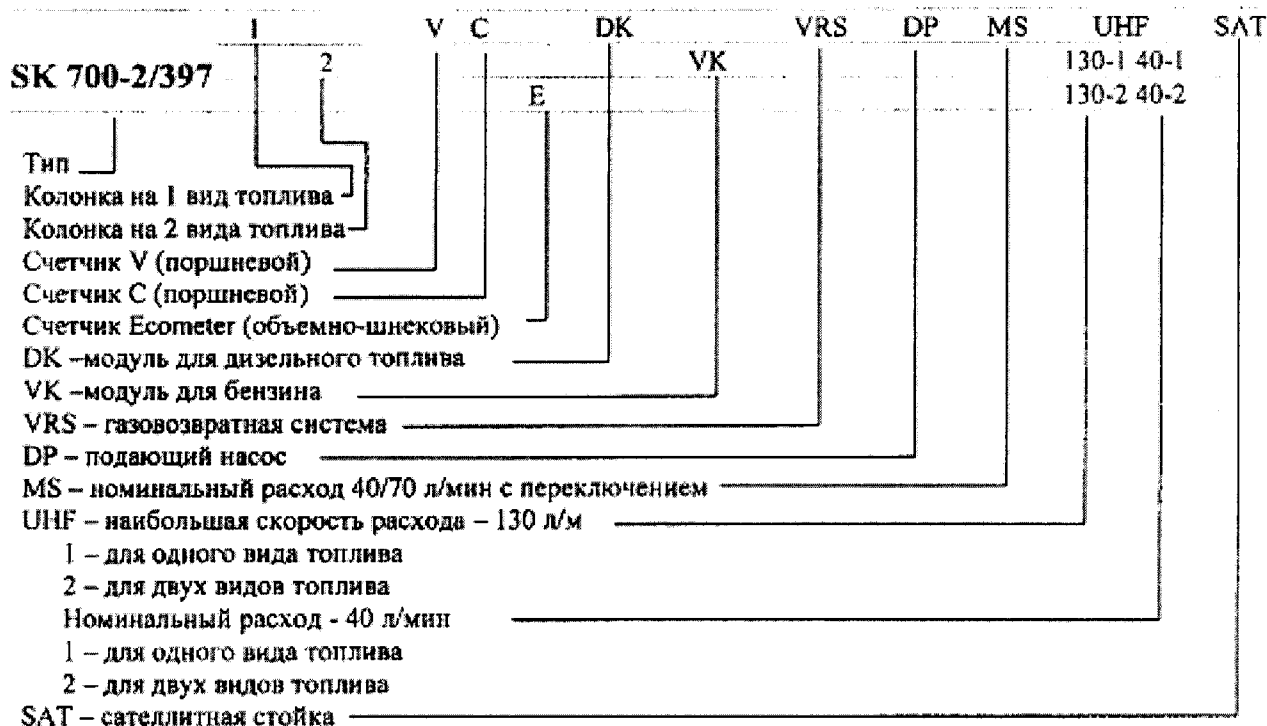 1 V C DK VRS DP MS UHF SAT
2 VK 130-1 40-1
SK 700-2/397
E 130-2 40-2
Тип
Колонка на 1 вид топлива
Колонка на 2 вида топлива
Счетчик V (поршневой)
Счетчик С (поршневой)
Счетчик Ecometer (объемно-шнековый)
DK –модуль для дизельного топлива
VK –модуль для бензина
VRS – газовозвратная система
DP – подающий насос
MS – номинальный расход 40/70 л/мин с переключением
UHF – наибольшая скорость расхода – 130 л/м
1 – для одного вида топлива
2 – для двух видов топлива
Номинальный расход - 40 л/мин
1 – для одного вида топлива
2 – для двух видов топлива
SAT – сателлитная стойка